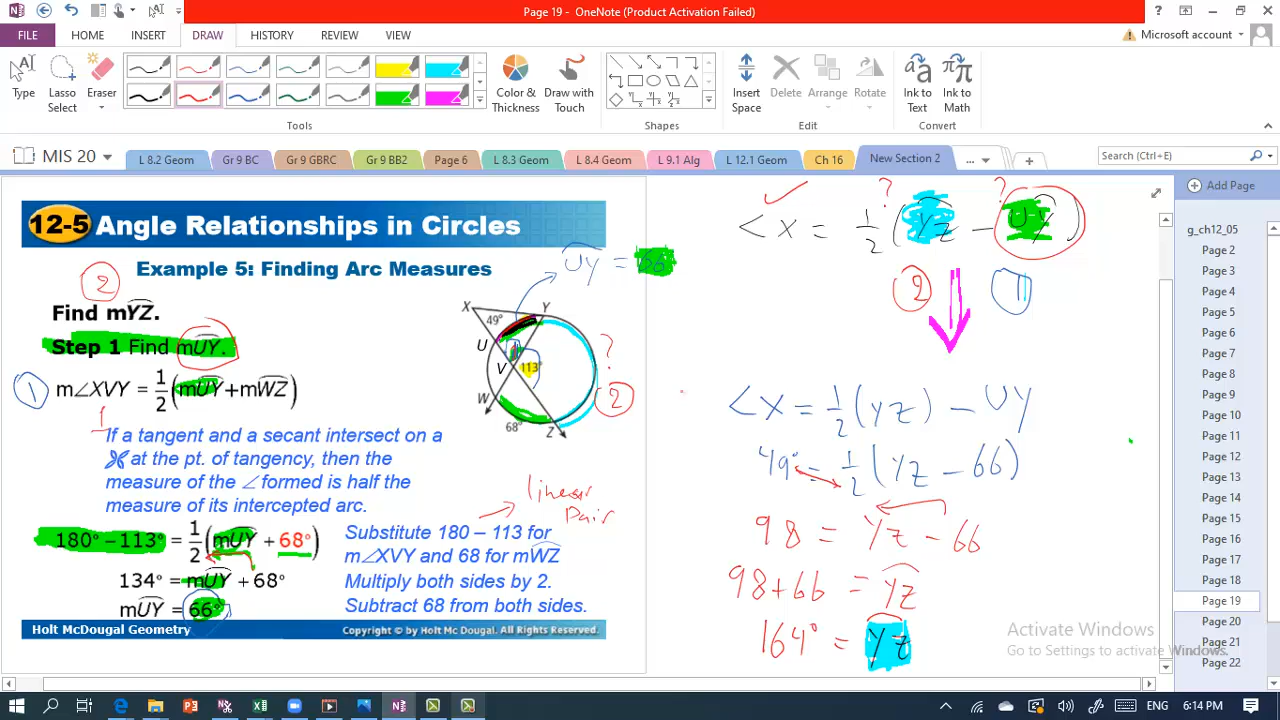 Page 19 - OneNote (Product Activation Failed)
FILE HOME INSERT DRAW HISTORY REVIEW VIEW
Microsoft account
Type
Lasso Select
Eraser
Color & Thickness
Draw with Touch
Insert Space
Delete
Arrange
Rotate
Ink to Text
Ink to Math
Tools
Shapes
Edit
Convert
MIS 20
L 8.2 Geom
Gr 9 BC
Gr 9 GBRC
Gr 9 BB2
Page 6
L 8.3 Geom
L 8.4 Geom
L 9.1 Alg
L 12.1 Geom
Ch 16
New Section 2
Search (Ctrl+E)
Add Page
g_ch12_05
Page 2
Page 3
Page 4
Page 5
Page 6
Page 7
Page 8
Page 9
Page 10
Page 11
Page 12
Page 13
Page 14
Page 15
Page 16
Page 17
Page 18
Page 19
Page 20
Page 21
Page 22
12-5 Angle Relationships in Circles
Example 5: Finding Arc Measures
UY = 66
2
Find mYZ.
Step 1 Find mUY.
1
m∠XVY = 1/2 (mUY+mWZ)
If a tangent and a secant intersect on a
at the pt. of tangency, then the
measure of the ∠ formed is half the
measure of its intercepted arc.
180° – 113° = 1/2 (mUY + 68°)
134° = mUY + 68°
mUY = 66°
linear
Pair
Substitute 180 – 113 for
m∠XVY and 68 for mWZ
Multiply both sides by 2.
Subtract 68 from both sides.
X
49°
Y
U
V
113°
W
68°
Z
?
2
Holt McDougal Geometry
Copyright © by Holt Mc Dougal. All Rights Reserved.
? ?
<X = 1/2 (YZ – UY)
2 1
<X = 1/2 (YZ) – UY
49° = 1/2 (YZ – 66)
98 = YZ – 66
98+66 = YZ
164° = YZ
Activate Windows
Go to Settings to activate Windows.
ENG 6:14 PM